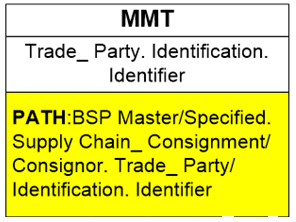 MMT
Trade_ Party. Identification.
Identifier
PATH:BSP Master/Specified.
Supply Chain_ Consignment/
Consignor. Trade_ Party/
Identification. Identifier